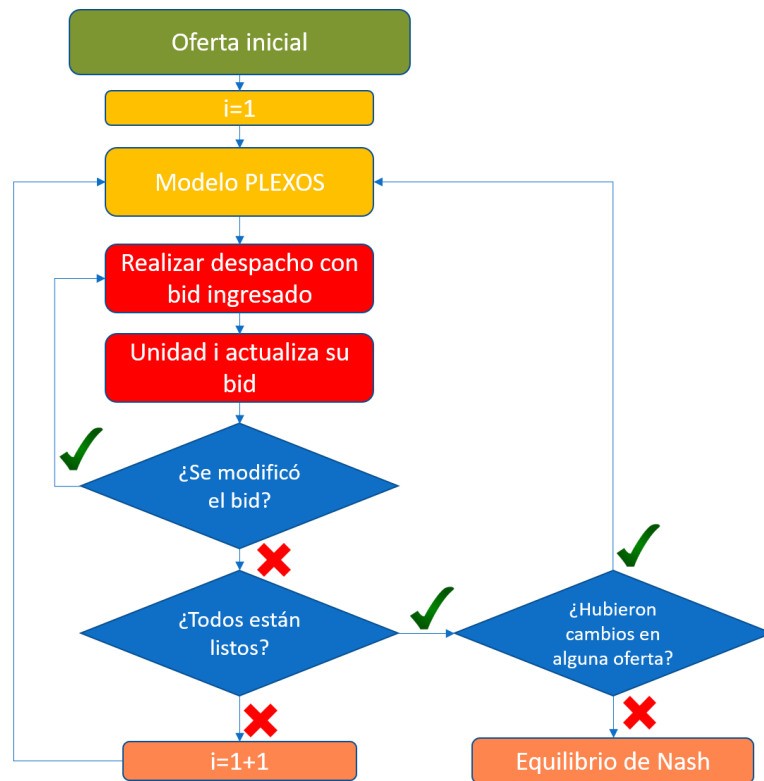 Oferta inicial
i=1
Modelo PLEXOS
Realizar despacho con
bid ingresado
Unidad i actualiza su
bid
¿Se modificó
el bid?
¿Todos están
listos?
¿Hubieron
cambios en
alguna oferta?
i=1+1
Equilibrio de Nash